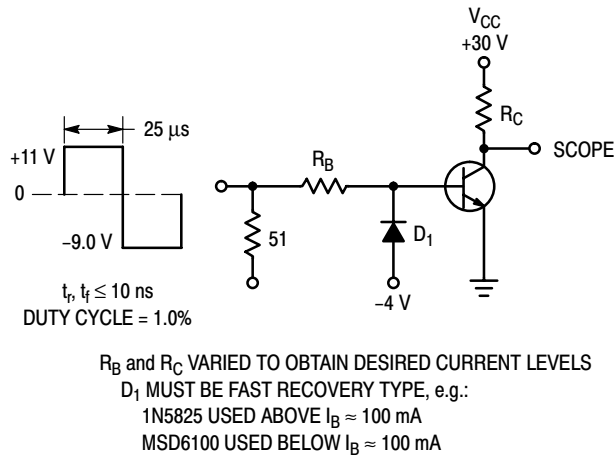 V_CC
+30 V
25 μs
R_C
+11 V
SCOPE
R_B
0
51
D_1
−9.0 V
−4 V
t_r, t_f ≤ 10 ns
DUTY CYCLE = 1.0%
R_B and R_C VARIED TO OBTAIN DESIRED CURRENT LEVELS
D_1 MUST BE FAST RECOVERY TYPE, e.g.:
1N5825 USED ABOVE I_B ≈ 100 mA
MSD6100 USED BELOW I_B ≈ 100 mA